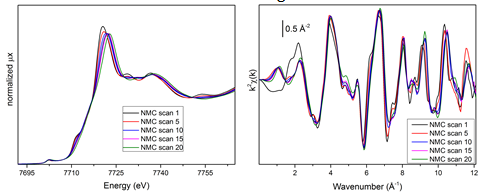 0.5 Å-2
normalized μx
k²χ(k)
NMC scan 1
NMC scan 5
NMC scan 10
NMC scan 15
NMC scan 20
NMC scan 1
NMC scan 5
NMC scan 10
NMC scan 15
NMC scan 20
7695 7710 7725 7740 7755
2 4 6 8 10 12
Energy (eV)
Wavenumber (Å-1)